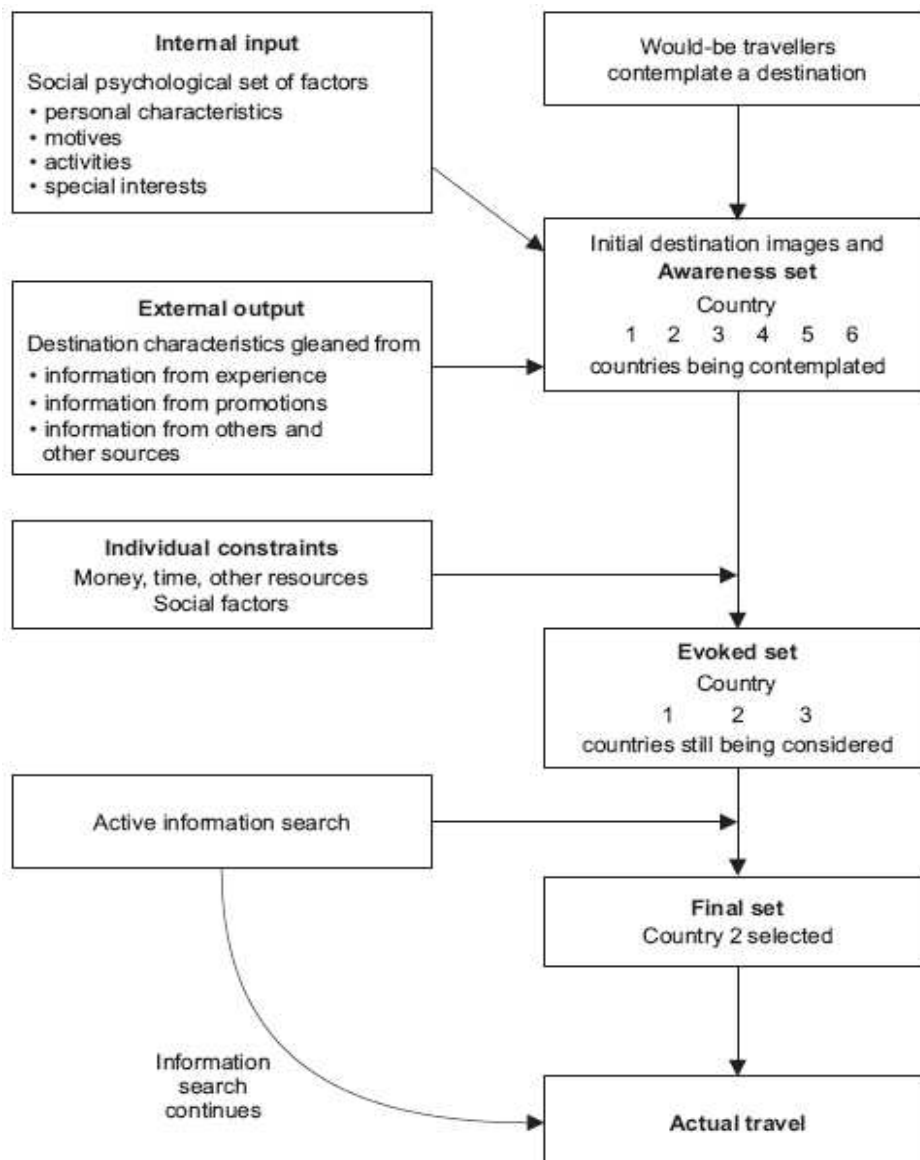 Internal input
Social psychological set of factors
• personal characteristics
• motives
• activities
• special interests
Would-be travellers
contemplate a destination
Initial destination images and
Awareness set
Country
1 2 3 4 5 6
countries being contemplated
External output
Destination characteristics gleaned from
• information from experience
• information from promotions
• information from others and
other sources
Individual constraints
Money, time, other resources
Social factors
Evoked set
Country
1 2 3
countries still being considered
Active information search
Final set
Country 2 selected
Information
search
continues
Actual travel